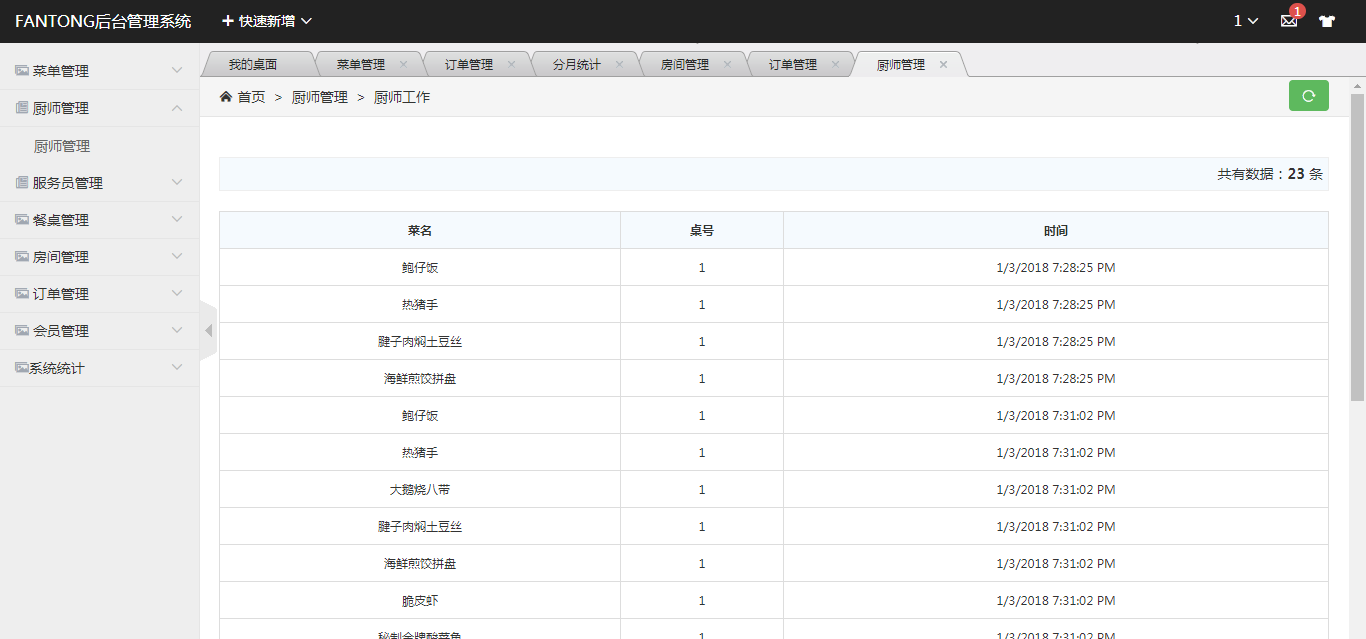 FANTONG后台管理系统 快速新增 1 1
我的桌面 菜单管理 订单管理 分月统计 房间管理 订单管理 厨师管理
首页 > 厨师管理 > 厨师工作
菜单管理
厨师管理
厨师管理
服务员管理
餐桌管理
房间管理
订单管理
会员管理
系统统计
共有数据：23 条
菜名 桌号 时间
鲍仔饭 1 1/3/2018 7:28:25 PM
热猪手 1 1/3/2018 7:28:25 PM
腱子肉焖土豆丝 1 1/3/2018 7:28:25 PM
海鲜煎饺拼盘 1 1/3/2018 7:28:25 PM
鲍仔饭 1 1/3/2018 7:31:02 PM
热猪手 1 1/3/2018 7:31:02 PM
大鹅烧八带 1 1/3/2018 7:31:02 PM
腱子肉焖土豆丝 1 1/3/2018 7:31:02 PM
海鲜煎饺拼盘 1 1/3/2018 7:31:02 PM
脆皮虾 1 1/3/2018 7:31:02 PM
秘制金牌酸菜鱼 1 1/3/2018 7:31:02 PM